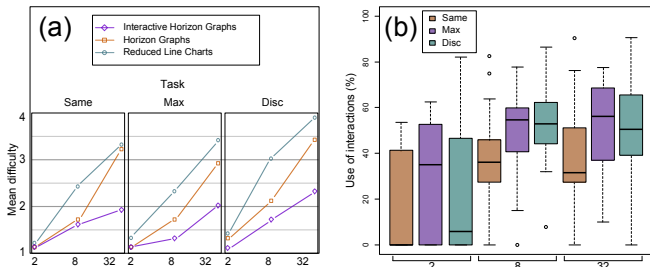 (a)
Interactive Horizon Graphs
Horizon Graphs
Reduced Line Charts
Task
Same Max Disc
Mean difficulty
4
3
2
1
2 8 32 2 8 32 2 8 32
(b)
Same
Max
Disc
Use of interactions (%)
100
80
60
40
20
0
2 8 32